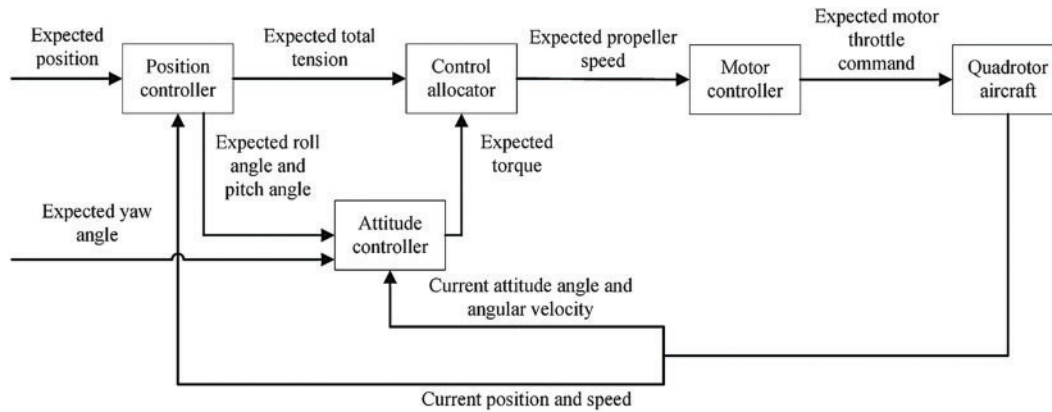 Expected
position
Position
controller
Expected total
tension
Control
allocator
Expected propeller
speed
Motor
controller
Expected motor
throttle
command
Quadrotor
aircraft
Expected roll
angle and
pitch angle
Expected
torque
Expected yaw
angle
Attitude
controller
Current attitude angle and
angular velocity
Current position and speed